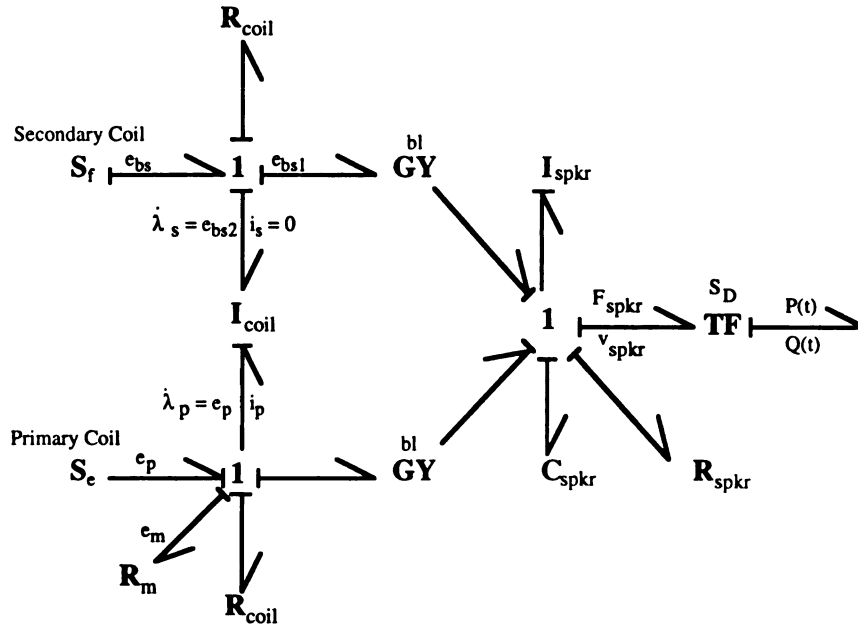 R_coil
Secondary Coil
bl
S_f e_bs 1 e_bs1 GY I_spkr
λ̇_s = e_bs2 i_s = 0
I_coil
F_spkr S_D P(t)
1 TF
v_spkr Q(t)
λ̇_p = e_p i_p
Primary Coil
bl
S_e e_p 1 GY C_spkr R_spkr
e_m
R_m
R_coil